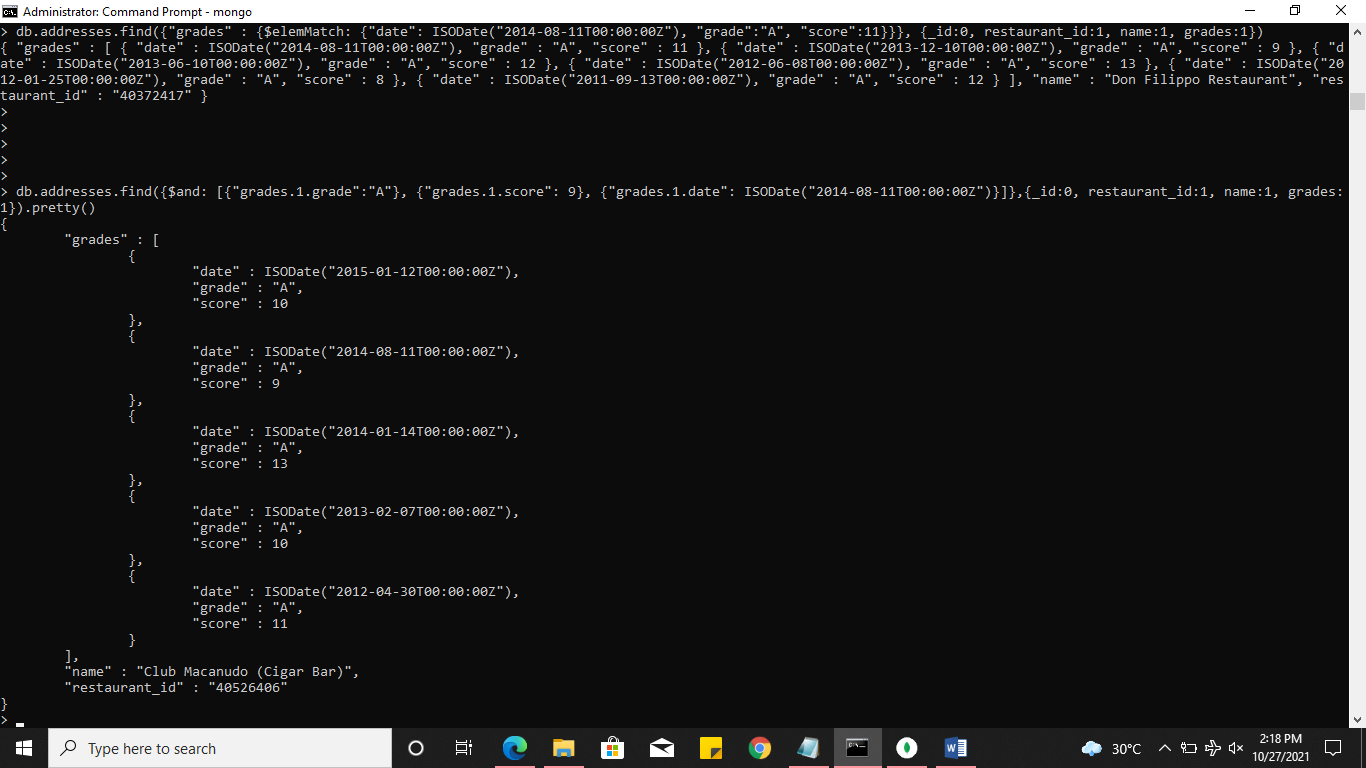 Administrator: Command Prompt - mongo
> db.addresses.find({"grades" : {$elemMatch: {"date": ISODate("2014-08-11T00:00:00Z"), "grade":"A", "score":11}}}, {_id:0, restaurant_id:1, name:1, grades:1})
{ "grades" : [ { "date" : ISODate("2014-08-11T00:00:00Z"), "grade" : "A", "score" : 11 }, { "date" : ISODate("2013-12-10T00:00:00Z"), "grade" : "A", "score" : 9 }, { "d
ate" : ISODate("2013-06-10T00:00:00Z"), "grade" : "A", "score" : 12 }, { "date" : ISODate("2012-06-08T00:00:00Z"), "grade" : "A", "score" : 13 }, { "date" : ISODate("20
12-01-25T00:00:00Z"), "grade" : "A", "score" : 8 }, { "date" : ISODate("2011-09-13T00:00:00Z"), "grade" : "A", "score" : 12 } ], "name" : "Don Filippo Restaurant", "res
taurant_id" : "40372417" }
>
>
>
>
>
> db.addresses.find({$and: [{"grades.1.grade":"A"}, {"grades.1.score": 9}, {"grades.1.date": ISODate("2014-08-11T00:00:00Z")}]},{_id:0, restaurant_id:1, name:1, grades:
1}).pretty()
{
"grades" : [
{
"date" : ISODate("2015-01-12T00:00:00Z"),
"grade" : "A",
"score" : 10
},
{
"date" : ISODate("2014-08-11T00:00:00Z"),
"grade" : "A",
"score" : 9
},
{
"date" : ISODate("2014-01-14T00:00:00Z"),
"grade" : "A",
"score" : 13
},
{
"date" : ISODate("2013-02-07T00:00:00Z"),
"grade" : "A",
"score" : 10
},
{
"date" : ISODate("2012-04-30T00:00:00Z"),
"grade" : "A",
"score" : 11
}
],
"name" : "Club Macanudo (Cigar Bar)",
"restaurant_id" : "40526406"
}
>
Type here to search
30°C
2:18 PM
10/27/2021